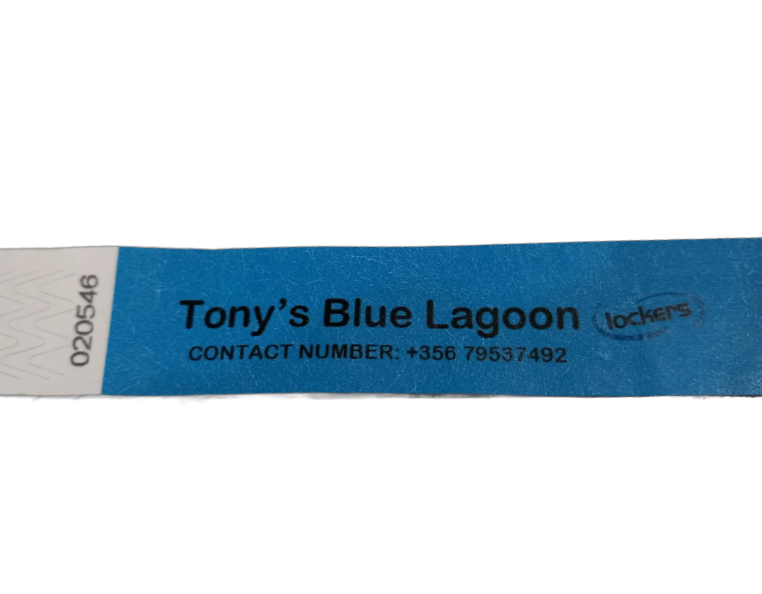 020546
Tony's Blue Lagoon lockers
CONTACT NUMBER: +356 79537492